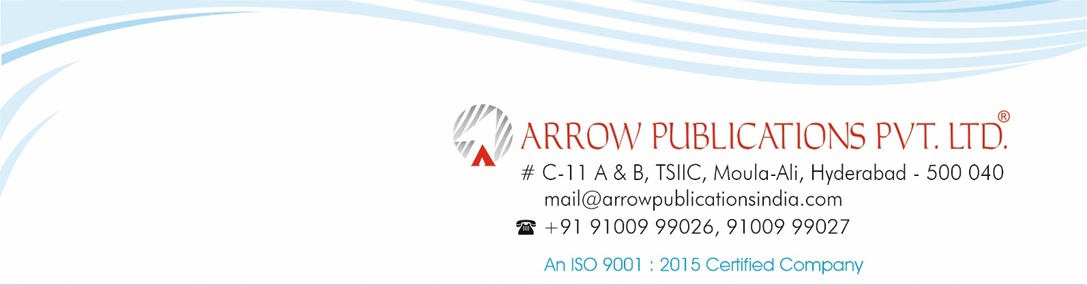 ARROW PUBLICATIONS PVT. LTD.®
# C-11 A & B, TSIIC, Moula-Ali, Hyderabad - 500 040
mail@arrowpublicationsindia.com
☎ +91 91009 99026, 91009 99027
An ISO 9001 : 2015 Certified Company